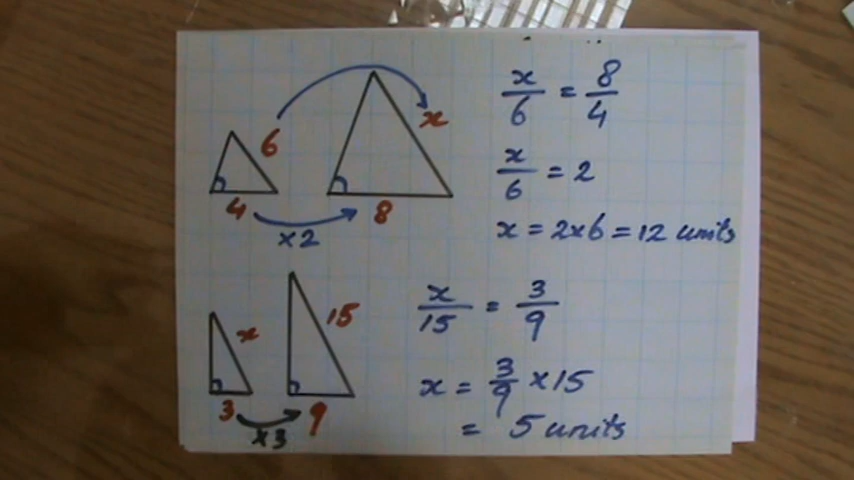 6
x
4
8
×2
x/6 = 8/4
x/6 = 2
x = 2×6 = 12 units
x
15
3
9
×3
x/15 = 3/9
x = 3/9 × 15
= 5 units